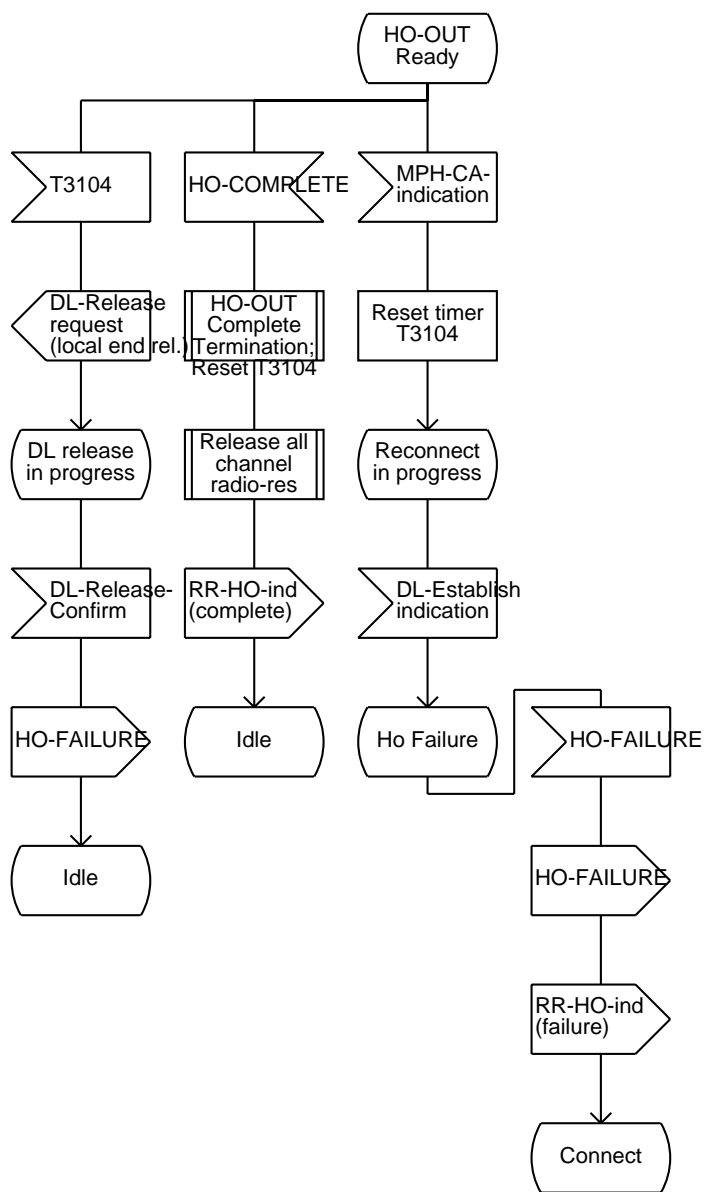 HO-OUT
Ready
T3104
HO-COMPLETE
MPH-CA-
indication
DL-Release
request
(local end rel.)
HO-OUT
Complete
Termination;
Reset T3104
Reset timer
T3104
DL release
in progress
Release all
channel
radio-res
Reconnect
in progress
DL-Release-
Confirm
RR-HO-ind
(complete)
DL-Establish
indication
HO-FAILURE
Idle
Ho Failure
HO-FAILURE
Idle
HO-FAILURE
RR-HO-ind
(failure)
Connect